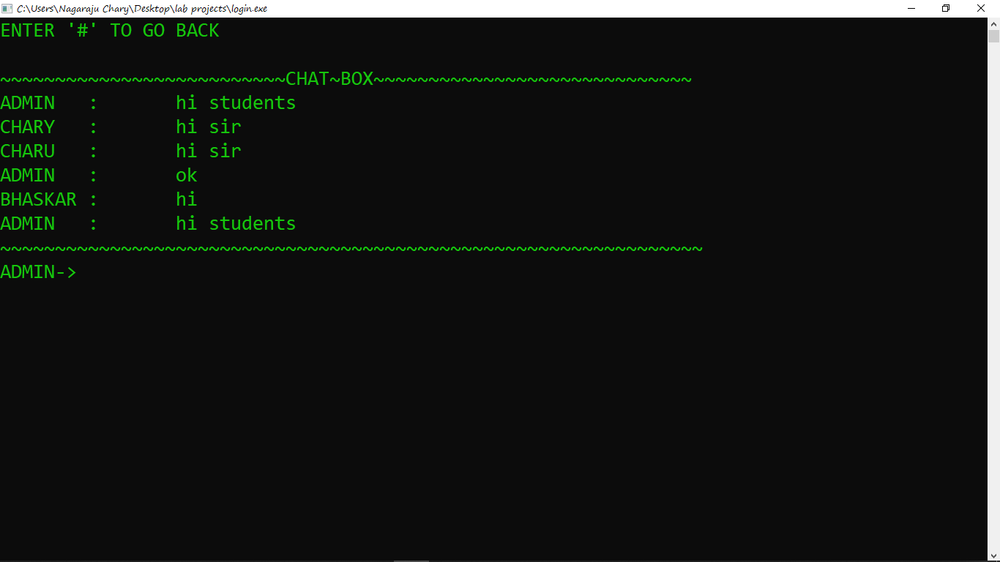 C:\Users\Nagaraju Chary\Desktop\lab projects\login.exe
ENTER '#' TO GO BACK
~~~~~~~~~~~~~~~~~~~~~~~~~~CHAT~BOX~~~~~~~~~~~~~~~~~~~~~~~~~~~~~
ADMIN   :       hi students
CHARY   :       hi sir
CHARU   :       hi sir
ADMIN   :       ok
BHASKAR :       hi
ADMIN   :       hi students
~~~~~~~~~~~~~~~~~~~~~~~~~~~~~~~~~~~~~~~~~~~~~~~~~~~~~~~~~~~~~~~~
ADMIN->